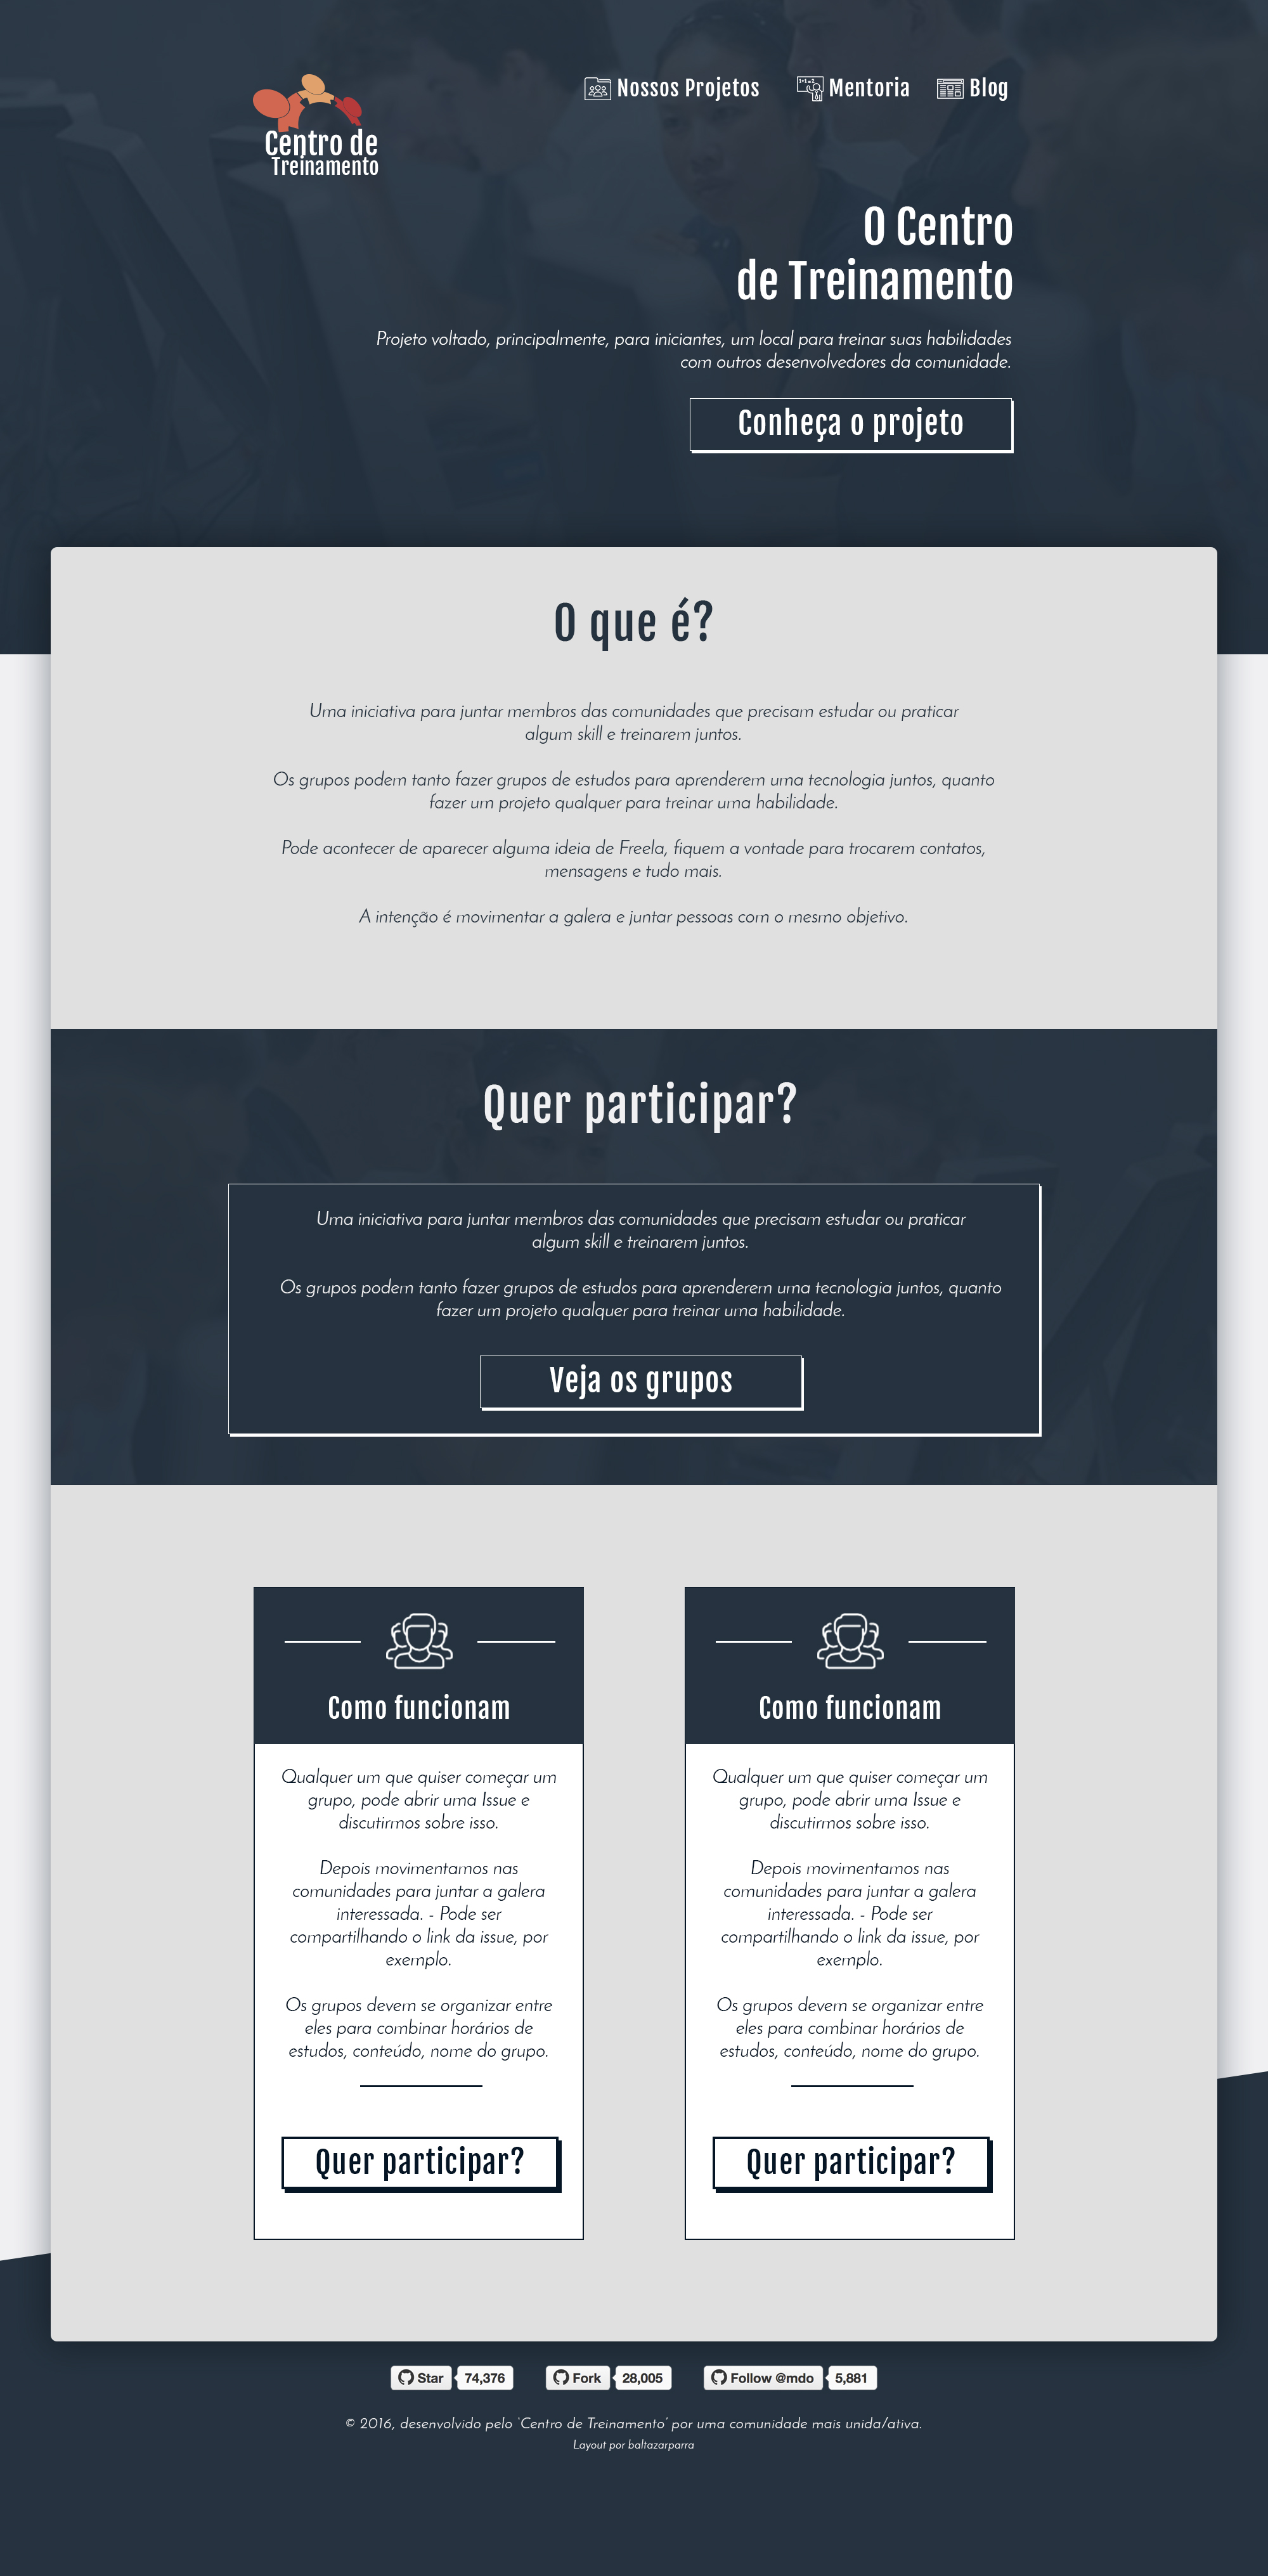 Centro de
Treinamento
Nossos Projetos
Mentoria
Blog
O Centro
de Treinamento
Projeto voltado, principalmente, para iniciantes, um local para treinar suas habilidades
com outros desenvolvedores da comunidade.
Conheça o projeto
O que é?
Uma iniciativa para juntar membros das comunidades que precisam estudar ou praticar
algum skill e treinarem juntos.
Os grupos podem tanto fazer grupos de estudos para aprenderem uma tecnologia juntos, quanto
fazer um projeto qualquer para treinar uma habilidade.
Pode acontecer de aparecer alguma ideia de Freela, fiquem a vontade para trocarem contatos,
mensagens e tudo mais.
A intenção é movimentar a galera e juntar pessoas com o mesmo objetivo.
Quer participar?
Uma iniciativa para juntar membros das comunidades que precisam estudar ou praticar
algum skill e treinarem juntos.
Os grupos podem tanto fazer grupos de estudos para aprenderem uma tecnologia juntos, quanto
fazer um projeto qualquer para treinar uma habilidade.
Veja os grupos
Como funcionam
Qualquer um que quiser começar um
grupo, pode abrir uma Issue e
discutirmos sobre isso.
Depois movimentamos nas
comunidades para juntar a galera
interessada. - Pode ser
compartilhando o link da issue, por
exemplo.
Os grupos devem se organizar entre
eles para combinar horários de
estudos, conteúdo, nome do grupo.
Quer participar?
Como funcionam
Qualquer um que quiser começar um
grupo, pode abrir uma Issue e
discutirmos sobre isso.
Depois movimentamos nas
comunidades para juntar a galera
interessada. - Pode ser
compartilhando o link da issue, por
exemplo.
Os grupos devem se organizar entre
eles para combinar horários de
estudos, conteúdo, nome do grupo.
Quer participar?
Star 74,376
Fork 28,005
Follow @mdo 5,881
© 2016, desenvolvido pelo 'Centro de Treinamento' por uma comunidade mais unida/ativa.
Layout por baltazarparra